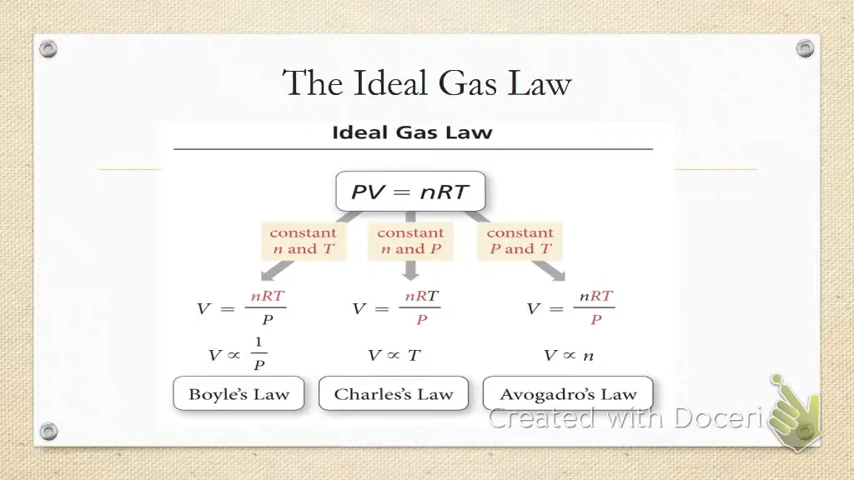 The Ideal Gas Law
Ideal Gas Law
PV = nRT
constant n and T
constant n and P
constant P and T
V = nRT / P
V = nRT / P
V = nRT / P
V ∝ 1 / P
V ∝ T
V ∝ n
Boyle's Law
Charles's Law
Avogadro's Law
Created with Doceri